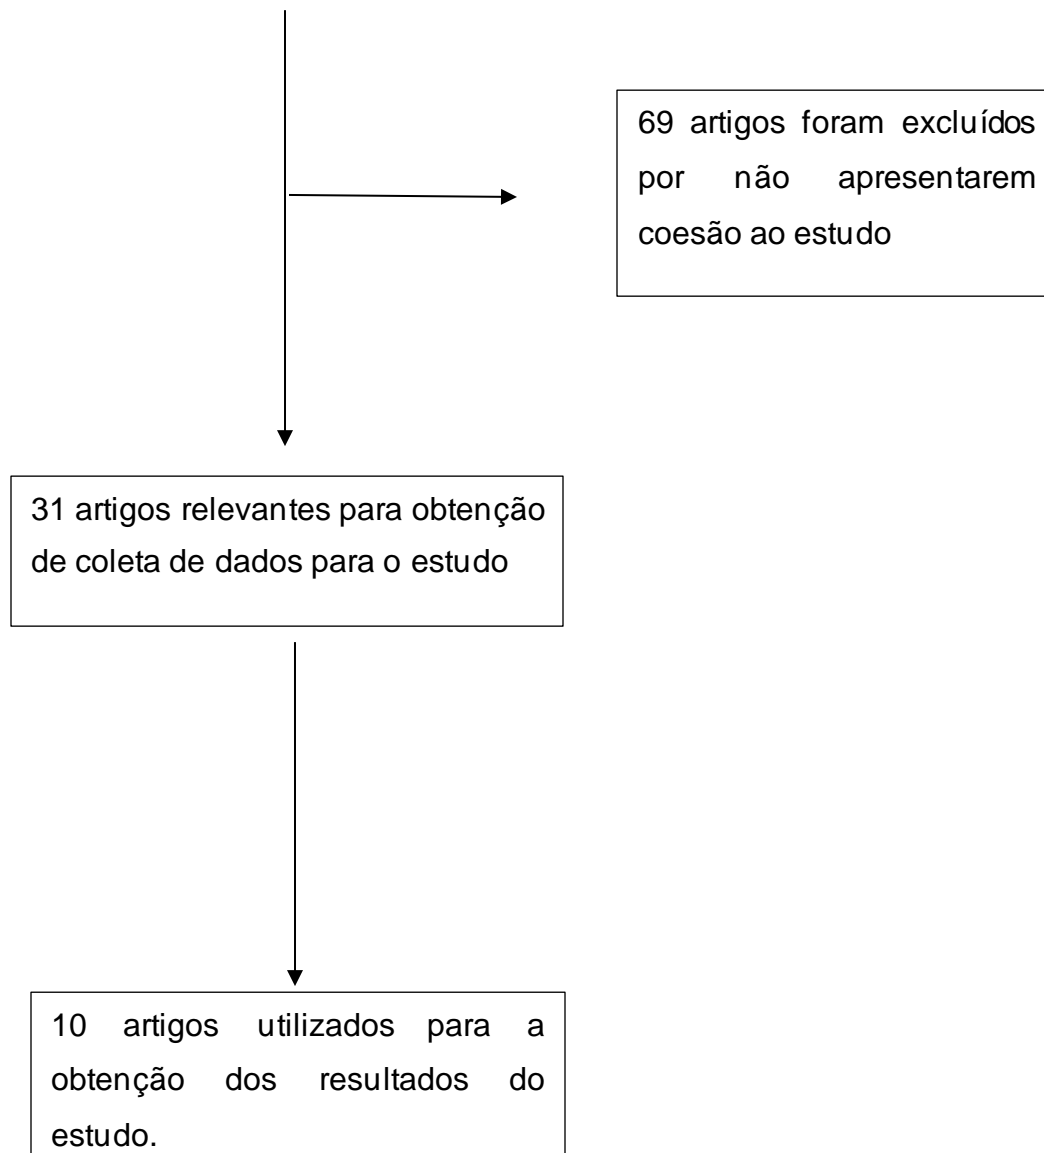 69 artigos foram excluídos
por não apresentarem
coesão ao estudo
31 artigos relevantes para obtenção
de coleta de dados para o estudo
10 artigos utilizados para a
obtenção dos resultados do
estudo.